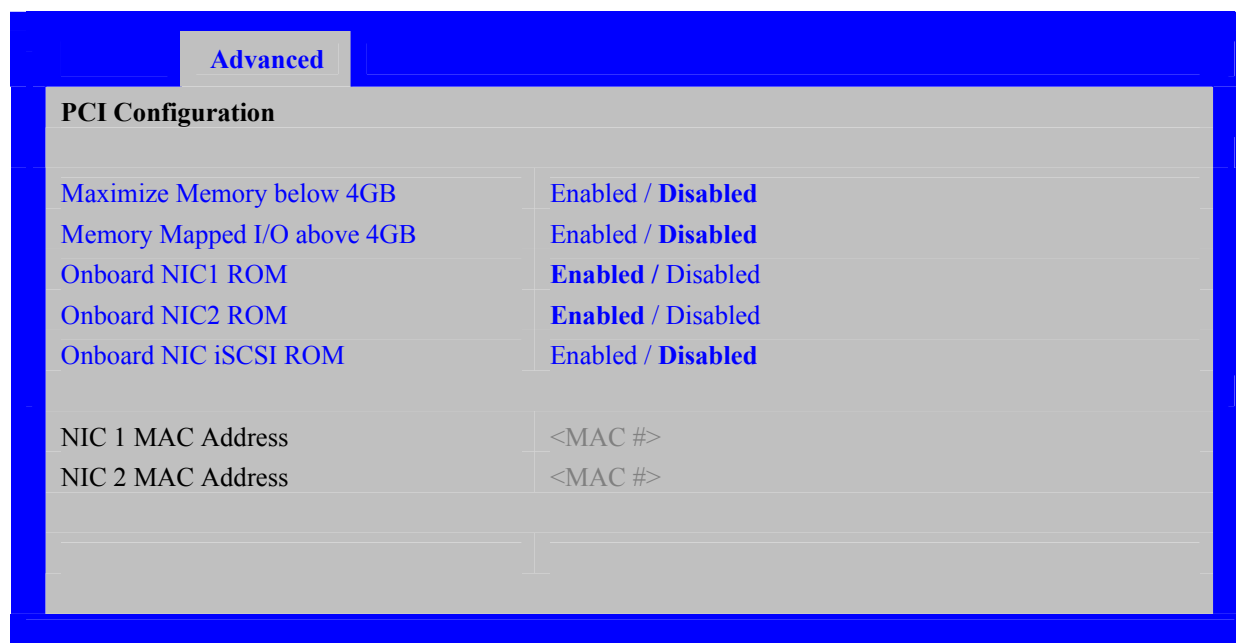 Advanced
PCI Configuration
Maximize Memory below 4GB Enabled / Disabled
Memory Mapped I/O above 4GB Enabled / Disabled
Onboard NIC1 ROM Enabled / Disabled
Onboard NIC2 ROM Enabled / Disabled
Onboard NIC iSCSI ROM Enabled / Disabled
NIC 1 MAC Address <MAC #>
NIC 2 MAC Address <MAC #>